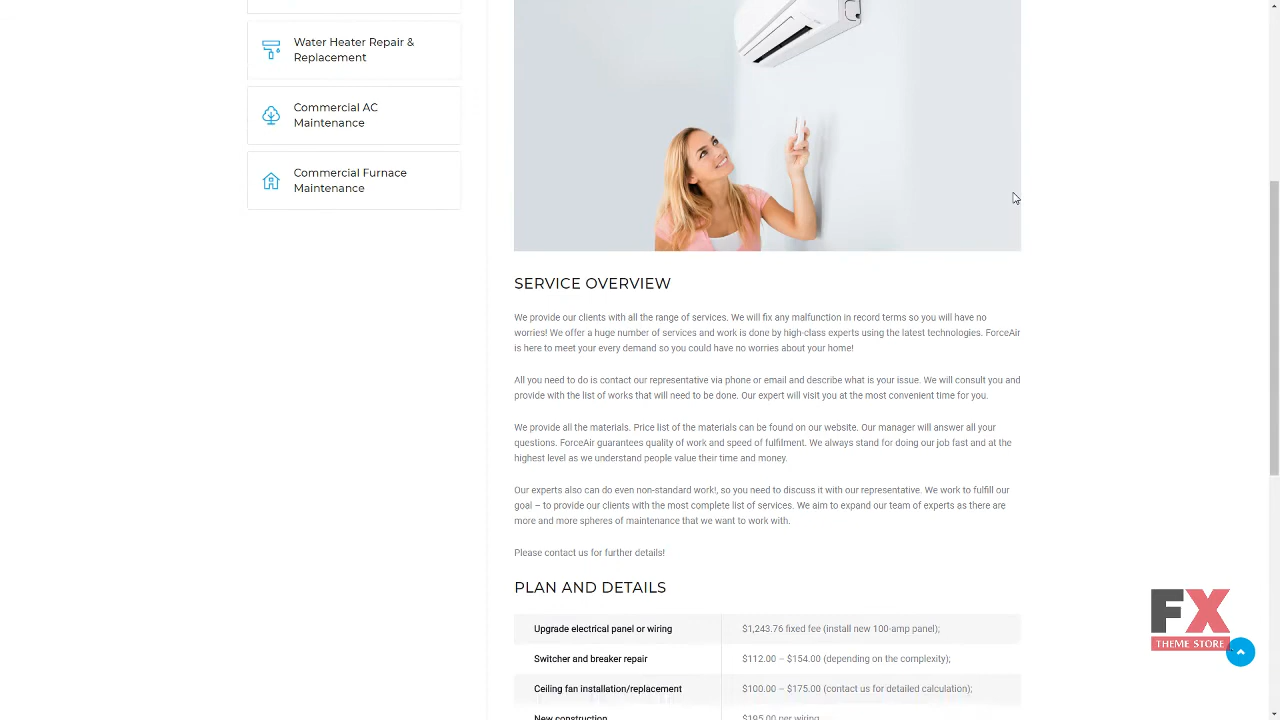 Water Heater Repair &
Replacement
Commercial AC
Maintenance
Commercial Furnace
Maintenance
SERVICE OVERVIEW
We provide our clients with all the range of services. We will fix any malfunction in record terms so you will have no
worries! We offer a huge number of services and work is done by high-class experts using the latest technologies. ForceAir
is here to meet your every demand so you could have no worries about your home!
All you need to do is contact our representative via phone or email and describe what is your issue. We will consult you and
provide with the list of works that will need to be done. Our expert will visit you at the most convenient time for you.
We provide all the materials. Price list of the materials can be found on our website. Our manager will answer all your
questions. ForceAir guarantees quality of work and speed of fulfilment. We always stand for doing our job fast and at the
highest level as we understand people value their time and money.
Our experts also can do even non-standard work!, so you need to discuss it with our representative. We work to fulfill our
goal – to provide our clients with the most complete list of services. We aim to expand our team of experts as there are
more and more spheres of maintenance that we want to work with.
Please contact us for further details!
PLAN AND DETAILS
Upgrade electrical panel or wiring $1,243.76 fixed fee (install new 100-amp panel);
Switcher and breaker repair $112.00 – $154.00 (depending on the complexity);
Ceiling fan installation/replacement $100.00 – $175.00 (contact us for detailed calculation);
New construction $195.00 per wiring
FX
THEME STORE